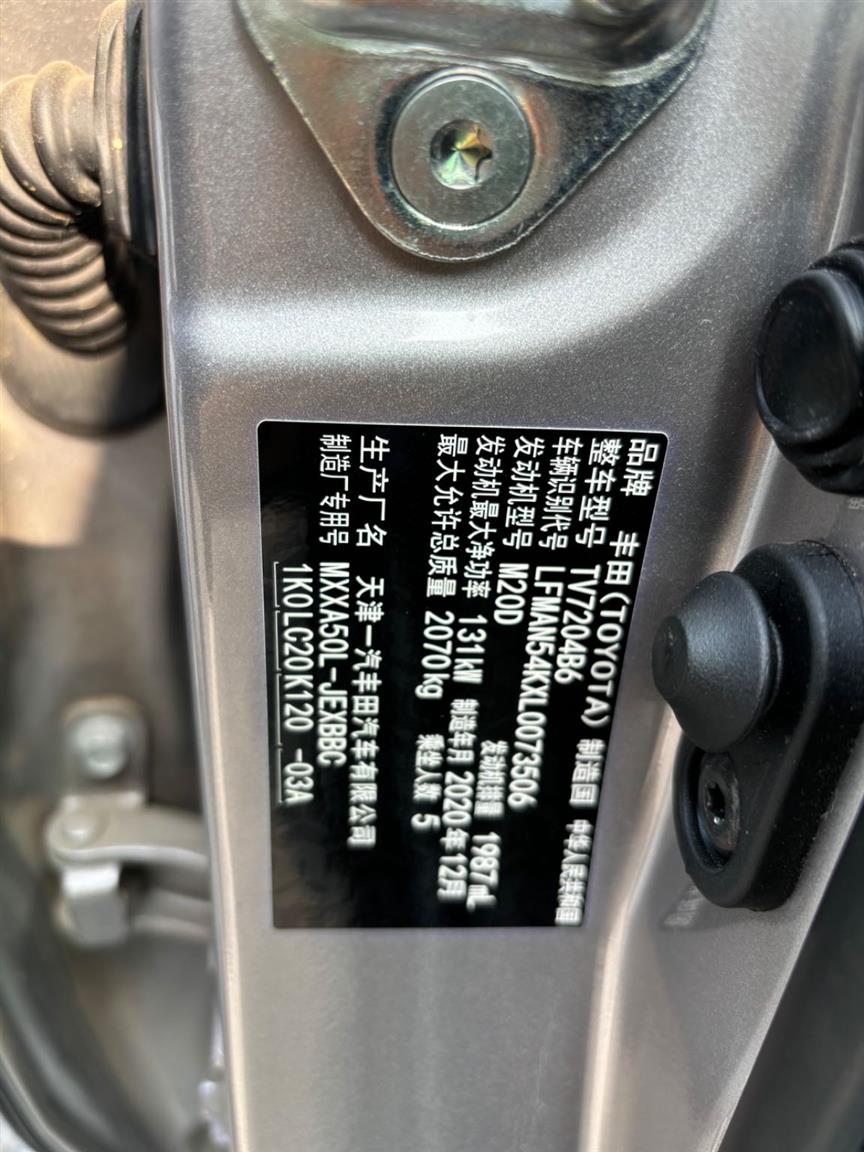 品牌 丰田(TOYOTA) 制造国 中华人民共和国
整车型号 TV7204B6
车辆识别代号 LFMAN54KXL0073506
发动机型号 M20D 发动机排量 1987mL
发动机最大净功率 131kW 制造年月 2020年12月
最大允许总质量 2070kg 乘坐人数 5
生产厂名 天津一汽丰田汽车有限公司
制造厂专用号 MXXA50L-JEXBBC
1K0LC20K120 -03A